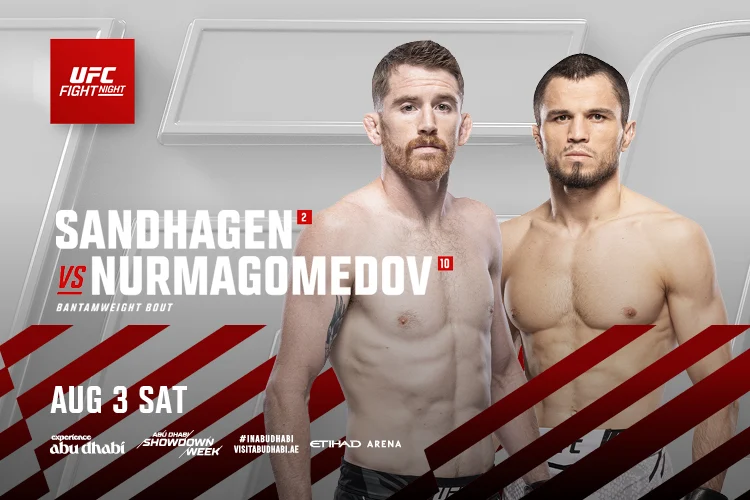 UFC
FIGHT NIGHT
SANDHAGEN 2
VS NURMAGOMEDOV 10
BANTAMWEIGHT BOUT
AUG 3 SAT
experience
abu dhabi
ABU DHABI
SHOWDOWN
WEEK
#INABUDHABI
VISITABUDHABI.AE
ETIHAD ARENA